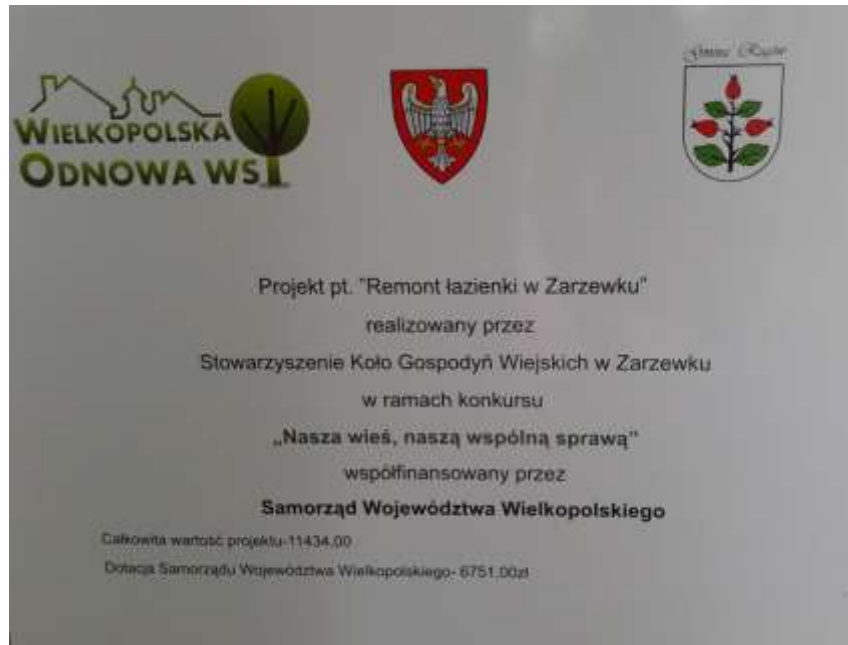 WIELKOPOLSKA
ODNOWA WSI
Gmina Rzgów
Projekt pt. "Remont łazienki w Zarzewku"
realizowany przez
Stowarzyszenie Koło Gospodyń Wiejskich w Zarzewku
w ramach konkursu
„Nasza wieś, naszą wspólną sprawą"
współfinansowany przez
Samorząd Województwa Wielkopolskiego
Całkowita wartość projektu-11434.00
Dotacja Samorządu Województwa Wielkopolskiego- 6751.00zł